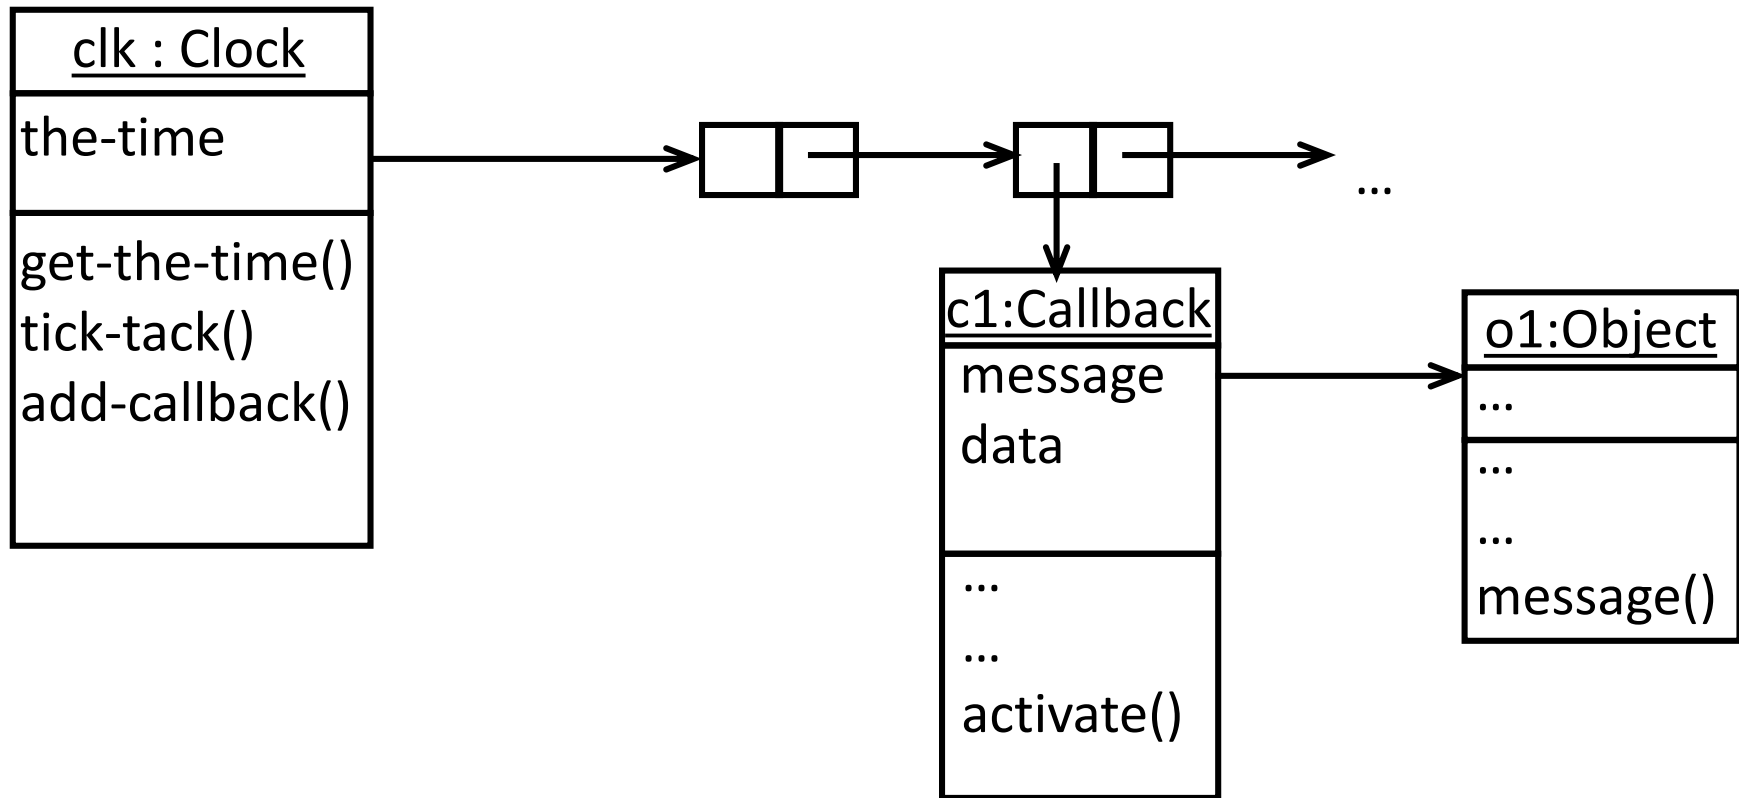 clk : Clock
the-time
get-the-time()
tick-tack()
add-callback()
...
c1:Callback
message
data
...
...
activate()
o1:Object
...
...
...
message()